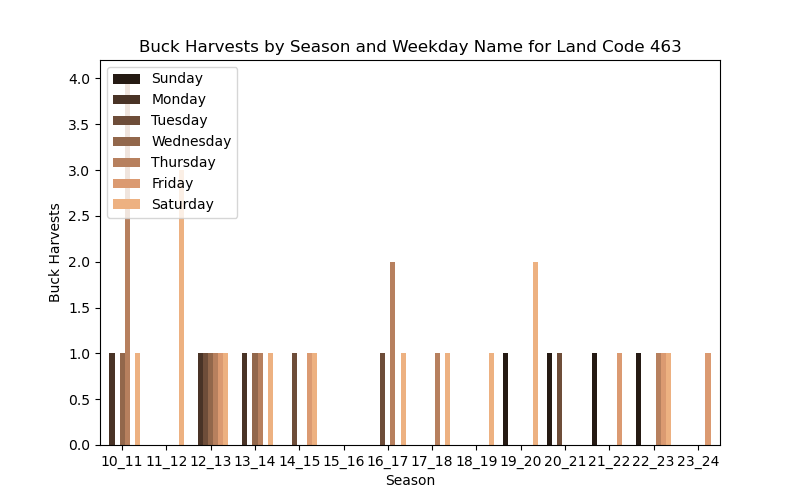 Buck Harvests by Season and Weekday Name for Land Code 463
Sunday
Monday
Tuesday
Wednesday
Thursday
Friday
Saturday
4.0
3.5
3.0
2.5
2.0
1.5
1.0
0.5
0.0
Buck Harvests
10_11 11_12 12_13 13_14 14_15 15_16 16_17 17_18 18_19 19_20 20_21 21_22 22_23 23_24
Season